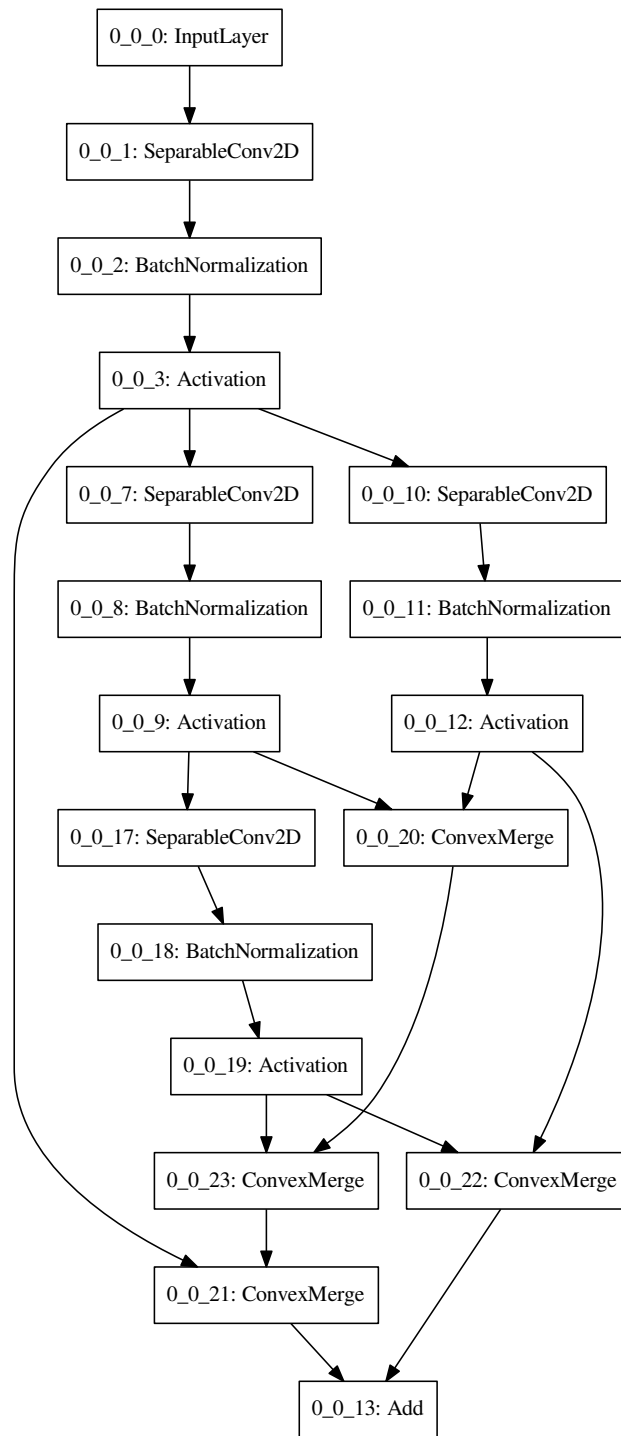 0_0_0: InputLayer
0_0_1: SeparableConv2D
0_0_2: BatchNormalization
0_0_3: Activation
0_0_7: SeparableConv2D
0_0_10: SeparableConv2D
0_0_8: BatchNormalization
0_0_11: BatchNormalization
0_0_9: Activation
0_0_12: Activation
0_0_17: SeparableConv2D
0_0_20: ConvexMerge
0_0_18: BatchNormalization
0_0_19: Activation
0_0_23: ConvexMerge
0_0_22: ConvexMerge
0_0_21: ConvexMerge
0_0_13: Add